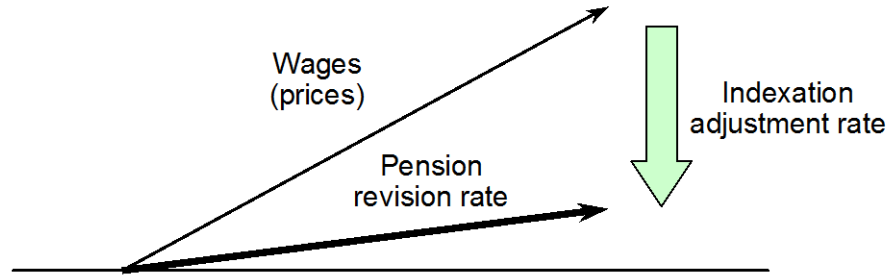 Wages
(prices)
Indexation
adjustment rate
Pension
revision rate